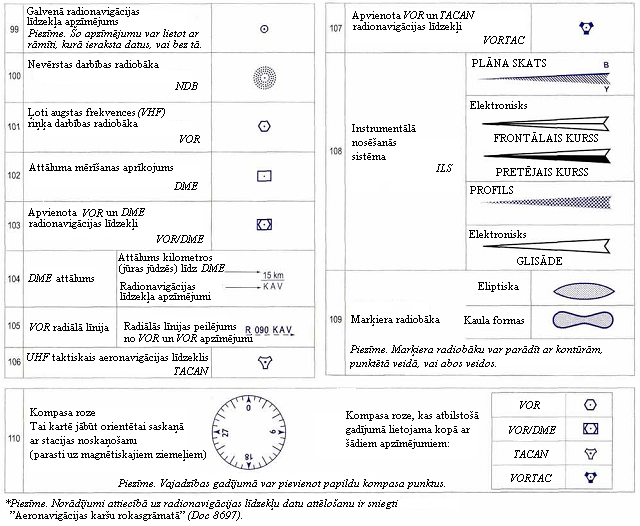 99
Galvenā radionavigācijas
līdzekļa apzīmējums
Piezīme. Šo apzīmējumu var lietot ar
rāmīti, kurā ieraksta datus, vai bez tā.
100
Nevērstas darbības radiobāka
NDB
101
Ļoti augstas frekvences (VHF)
riņķa darbības radiobāka
VOR
102
Attāluma mērīšanas aprīkojums
DME
103
Apvienota VOR un DME
radionavigācijas līdzekļi
VOR/DME
104
DME attālums
Attālums kilometros
(jūras jūdzēs) līdz DME
Radionavigācijas
līdzekļa apzīmējumi
15 km
KAV
105
VOR radiālā līnija
Radiālās līnijas peilējums
no VOR un VOR apzīmējumi
R 090 KAV
106
UHF taktiskais aeronavigācijas līdzeklis
TACAN
107
Apvienota VOR un TACAN
radionavigācijas līdzekļi
VORTAC
108
Instrumentālā
nosēšanās
sistēma
ILS
PLĀNA SKATS
B
Y
Elektronisks
FRONTĀLAIS KURSS
PRETĒJAIS KURSS
PROFILS
Elektronisks
GLISĀDE
109
Marķiera radiobāka
Eliptiska
Kaula formas
Piezīme. Marķiera radiobāku var parādīt ar kontūrām,
punktētā veidā, vai abos veidos.
110
Kompasa roze
Tai kartē jābūt orientētai saskaņā
ar stacijas noskaņošanu
(parasti uz magnētiskajiem ziemeļiem)
0
9
18
27
Kompasa roze, kas atbilstošā
gadījumā lietojama kopā ar
šādiem apzīmējumiem:
VOR
VOR/DME
TACAN
VORTAC
Piezīme. Vajadzības gadījumā var pievienot papildu kompasa punktus.
*Piezīme. Norādījumi attiecībā uz radionavigācijas līdzekļu datu attēlošanu ir sniegti
"Aeronavigācijas karšu rokasgrāmatā" (Doc 8697).